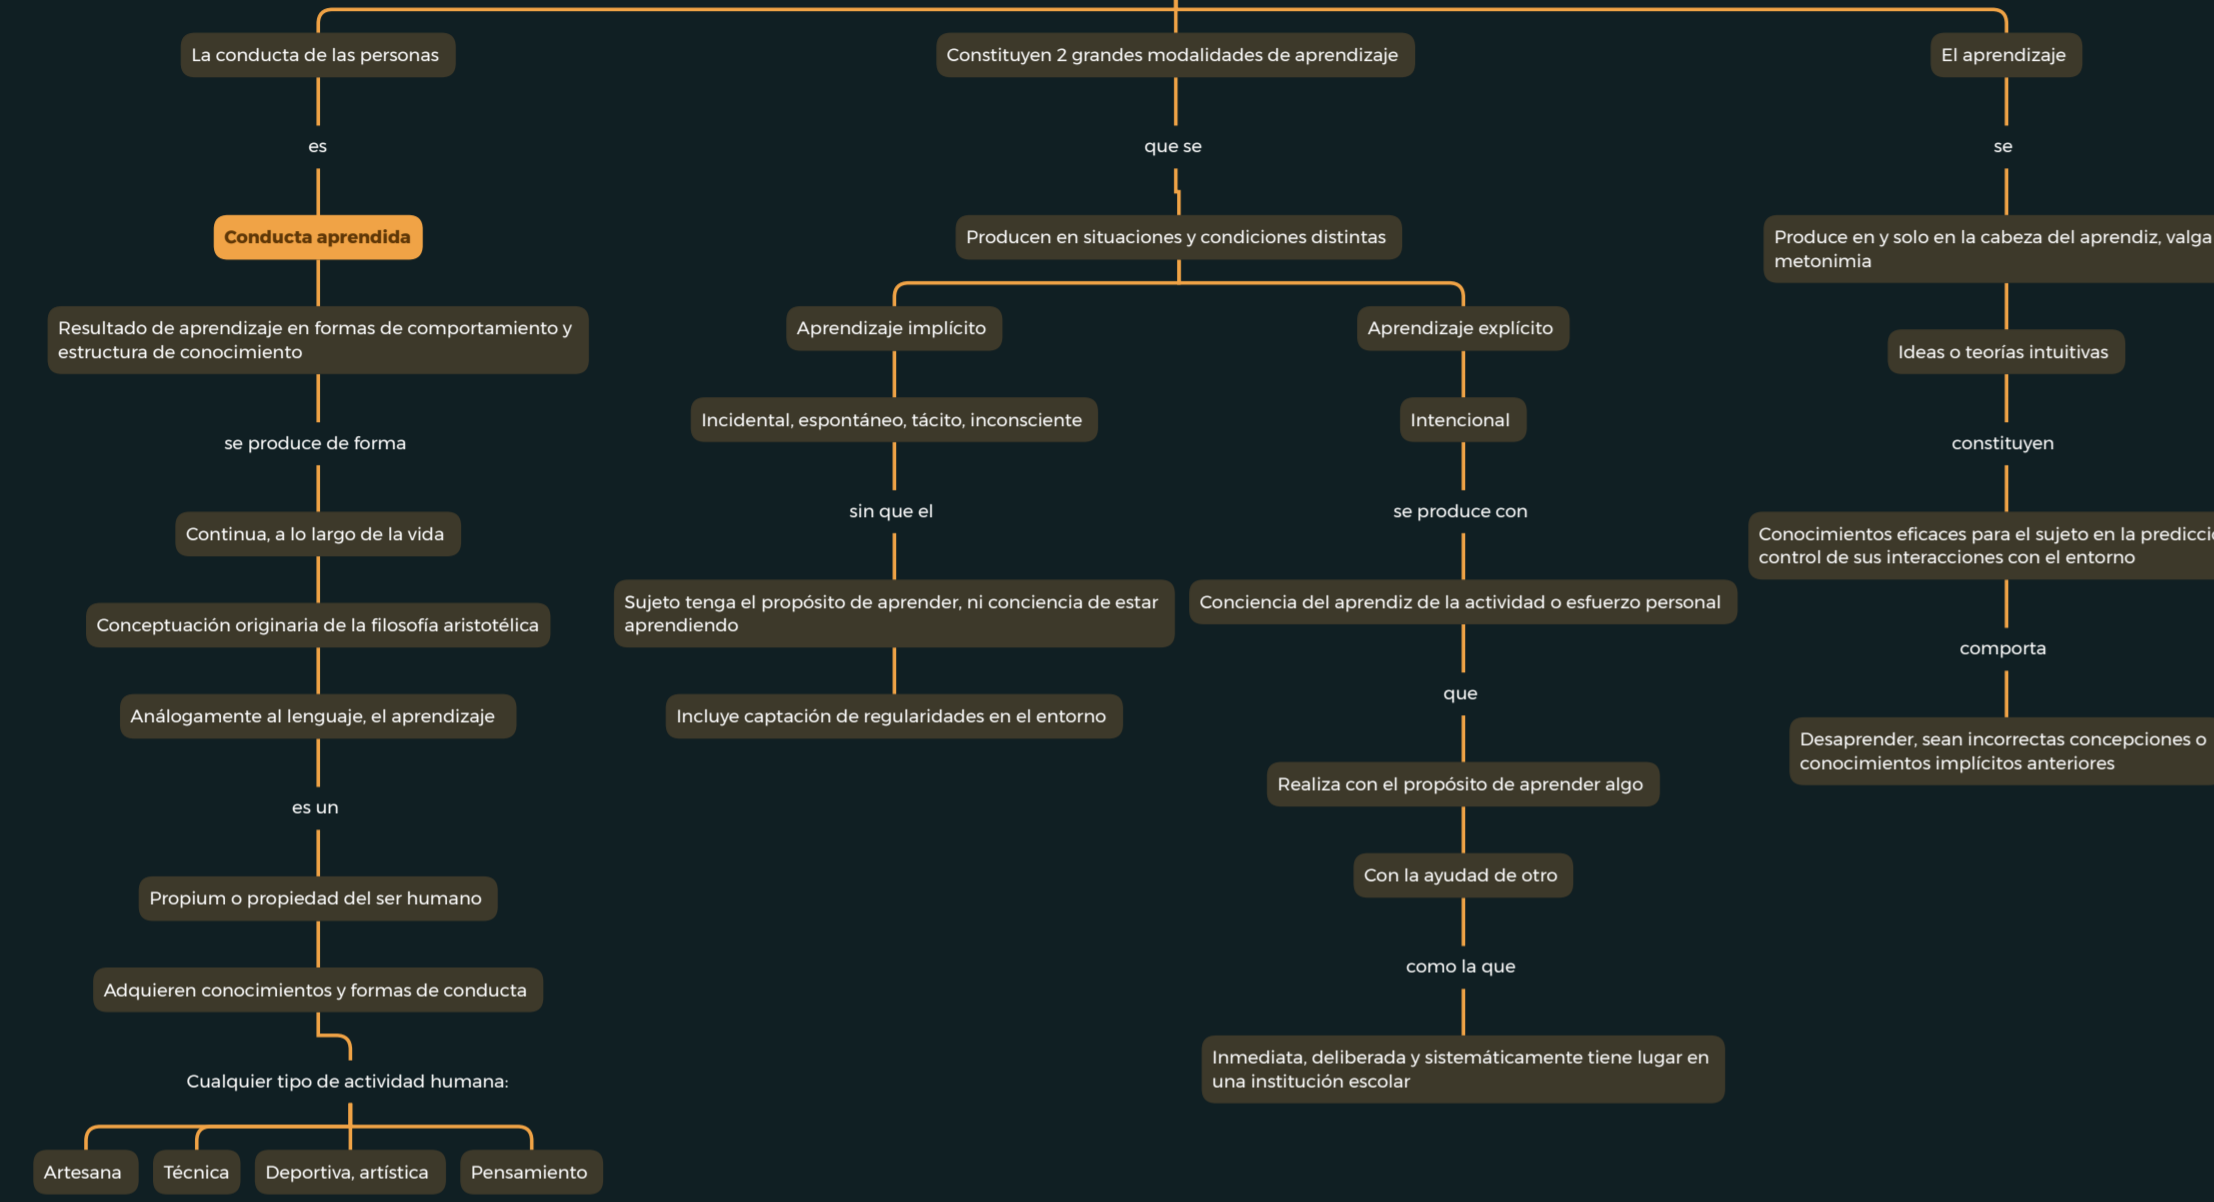 La conducta de las personas
es
Conducta aprendida
Resultado de aprendizaje en formas de comportamiento y
estructura de conocimiento
se produce de forma
Continua, a lo largo de la vida
Conceptuación originaria de la filosofía aristotélica
Análogamente al lenguaje, el aprendizaje
es un
Propium o propiedad del ser humano
Adquieren conocimientos y formas de conducta
Cualquier tipo de actividad humana:
Artesana
Técnica
Deportiva, artística
Pensamiento
Constituyen 2 grandes modalidades de aprendizaje
que se
Producen en situaciones y condiciones distintas
Aprendizaje implícito
Incidental, espontáneo, tácito, inconsciente
sin que el
Sujeto tenga el propósito de aprender, ni conciencia de estar
aprendiendo
Incluye captación de regularidades en el entorno
Aprendizaje explícito
Intencional
se produce con
Conciencia del aprendiz de la actividad o esfuerzo personal
que
Realiza con el propósito de aprender algo
Con la ayudad de otro
como la que
Inmediata, deliberada y sistemáticamente tiene lugar en
una institución escolar
El aprendizaje
se
Produce en y solo en la cabeza del aprendiz, valga
metonimia
Ideas o teorías intuitivas
constituyen
Conocimientos eficaces para el sujeto en la
control de sus interacciones con el entorno
comporta
Desaprender, sean incorrectas concepciones o
conocimientos implícitos anteriores